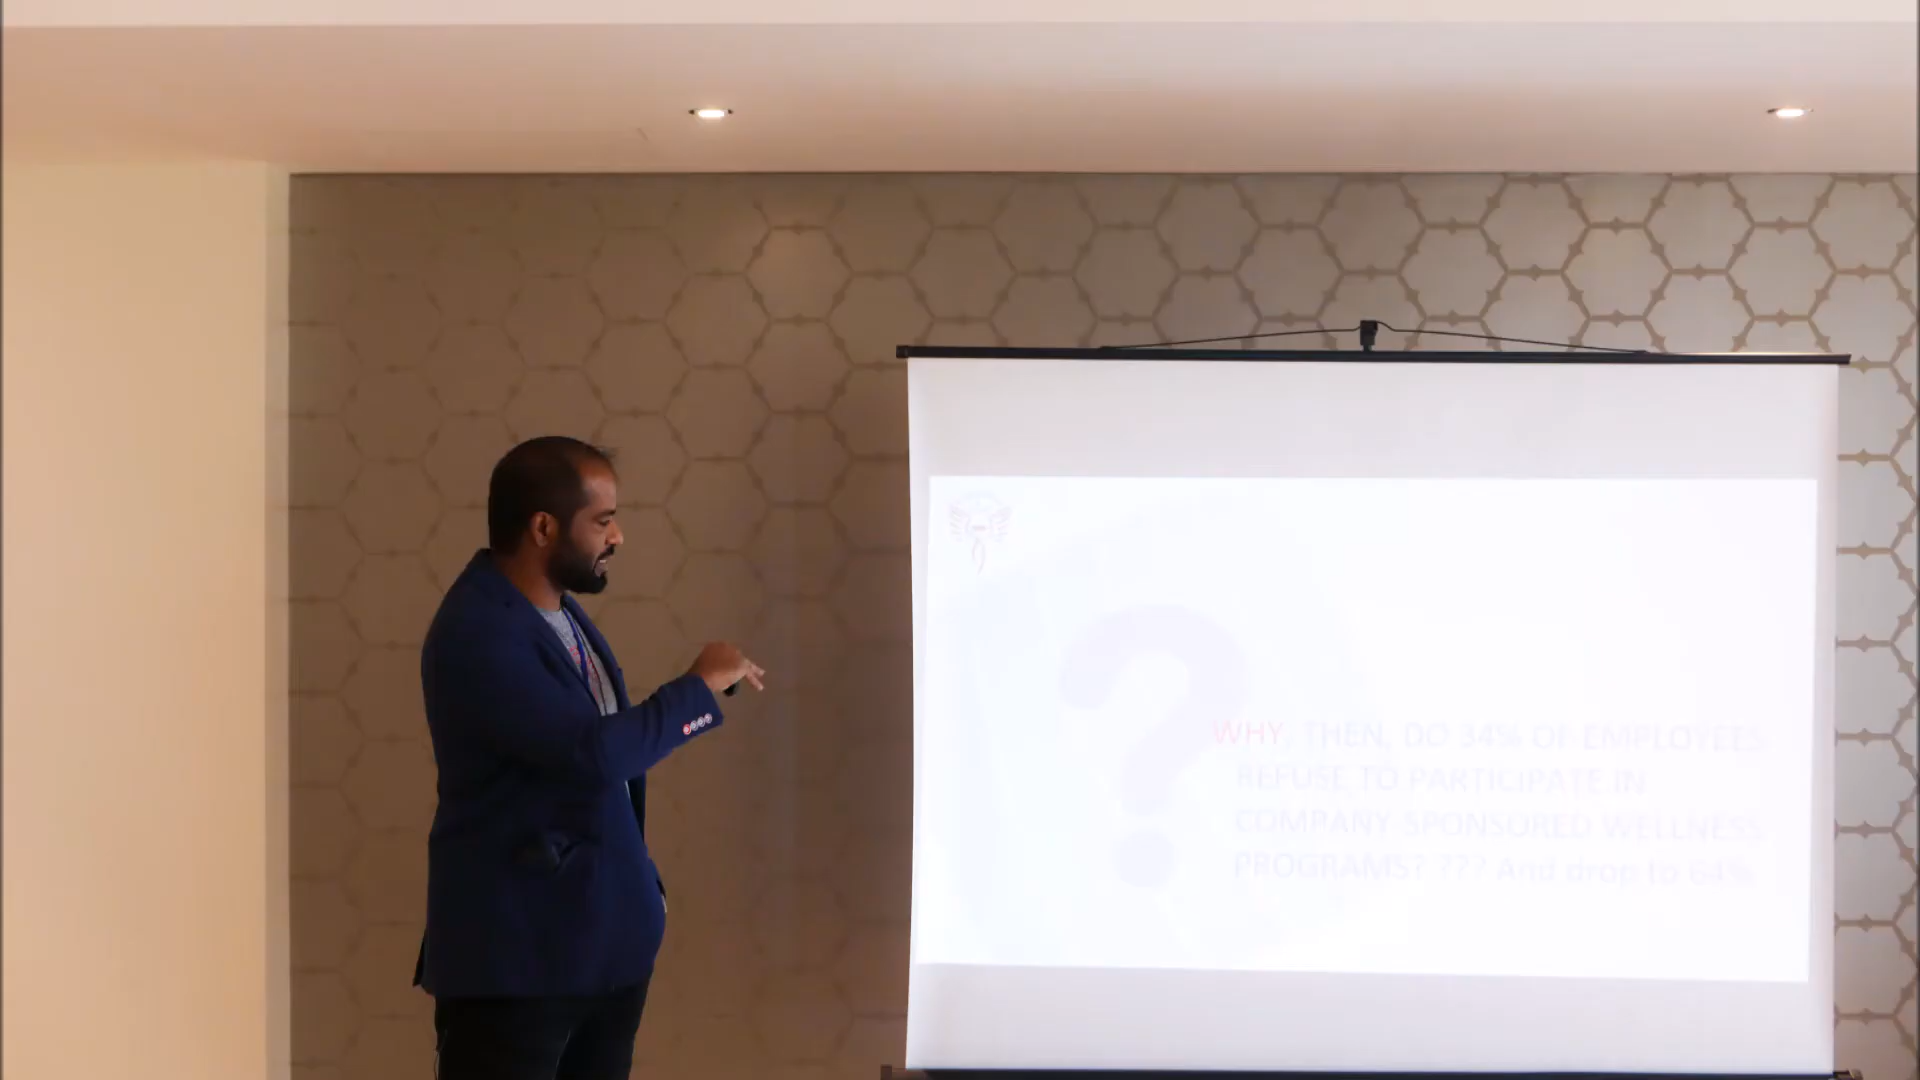 WHY, THEN, DO 34% OF EMPLOYEES
REFUSE TO PARTICIPATE IN
COMPANY-SPONSORED WELLNESS
PROGRAMS? ??? And drop to 64%